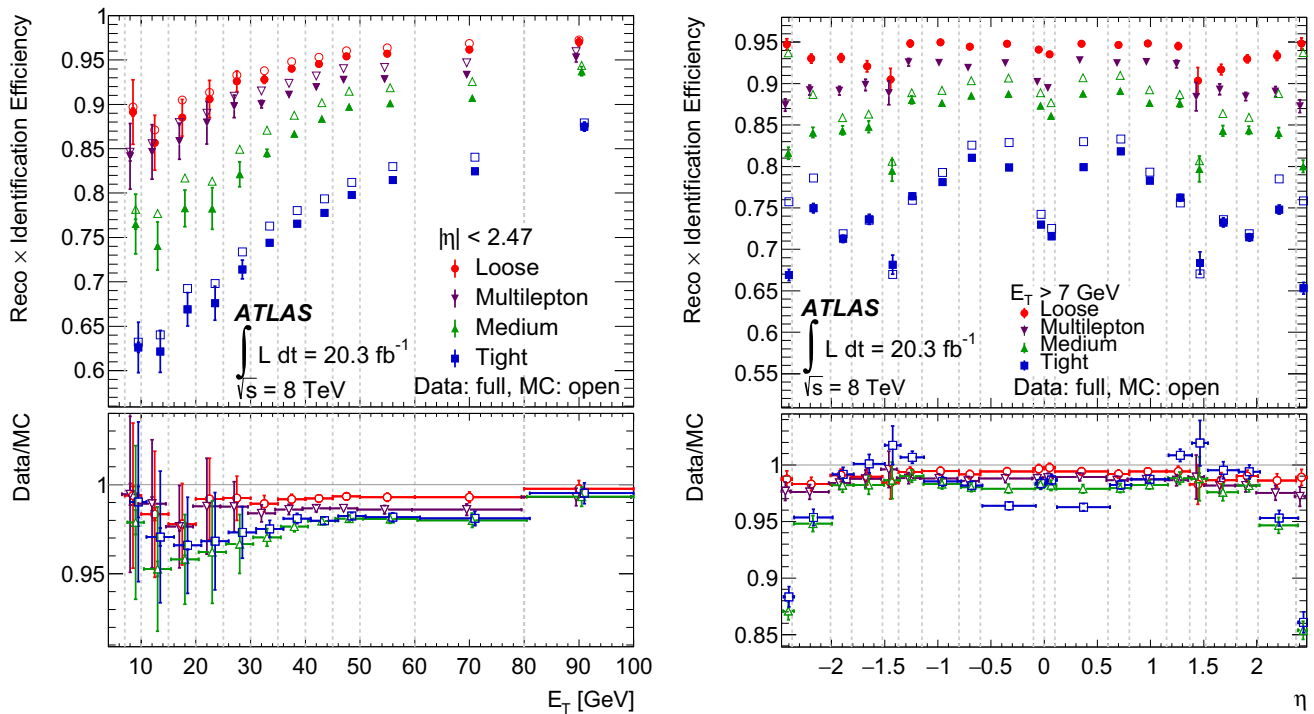 Reco × Identification Efficiency
1
0.95
0.9
0.85
0.8
0.75
0.7
0.65
0.6
|η| < 2.47
Loose
Multilepton
Medium
Tight
ATLAS
∫ L dt = 20.3 fb⁻¹
√s = 8 TeV
Data: full, MC: open
Data/MC
1
0.95
10 20 30 40 50 60 70 80 90 100
E_T [GeV]
Reco × Identification Efficiency
0.95
0.9
0.85
0.8
0.75
0.7
0.65
0.6
0.55
E_T > 7 GeV
Loose
Multilepton
Medium
Tight
ATLAS
∫ L dt = 20.3 fb⁻¹
√s = 8 TeV
Data: full, MC: open
Data/MC
1
0.95
0.9
0.85
−2 −1.5 −1 −0.5 0 0.5 1 1.5 2
η